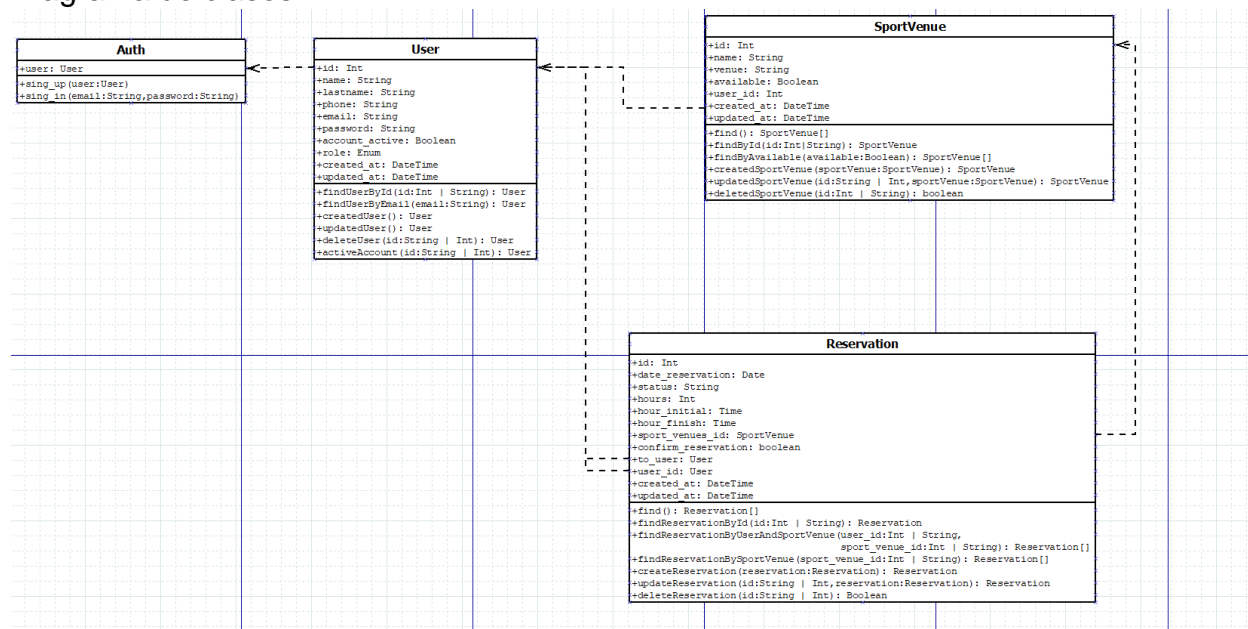 Auth
+user: User
+sing_up(user:User)
+sing_in(email:String,password:String)
User
+id: Int
+name: String
+lastname: String
+phone: String
+email: String
+password: String
+account_active: Boolean
+role: Enum
+created_at: DateTime
+updated_at: DateTime
+findUserById(id:Int | String): User
+findUserByEmail(email:String): User
+createdUser(): User
+updatedUser(): User
+deleteUser(id:String | Int): User
+activeAccount(id:String | Int): User
SportVenue
+id: Int
+name: String
+venue: String
+available: Boolean
+user_id: Int
+created_at: DateTime
+updated_at: DateTime
+find(): SportVenue[]
+findById(id:Int|String): SportVenue
+findByAvailable(available:Boolean): SportVenue[]
+createdSportVenue(sportVenue:SportVenue): SportVenue
+updatedSportVenue(id:String | Int,sportVenue:SportVenue): SportVenue
+deletedSportVenue(id:Int | String): boolean
Reservation
+id: Int
+date_reservation: Date
+status: String
+hours: Int
+hour_initial: Time
+hour_finish: Time
+sport_venues_id: SportVenue
+confirm_reservation: boolean
+to_user: User
+user_id: User
+created_at: DateTime
+updated_at: DateTime
+find(): Reservation[]
+findReservationById(id:Int | String): Reservation
+findReservationByUserAndSportVenue(user_id:Int | String,
sport_venue_id:Int | String): Reservation[]
+findReservationBySportVenue(sport_venue_id:Int | String): Reservation[]
+createReservation(reservation:Reservation): Reservation
+updateReservation(id:String | Int,reservation:Reservation): Reservation
+deleteReservation(id:String | Int): Boolean